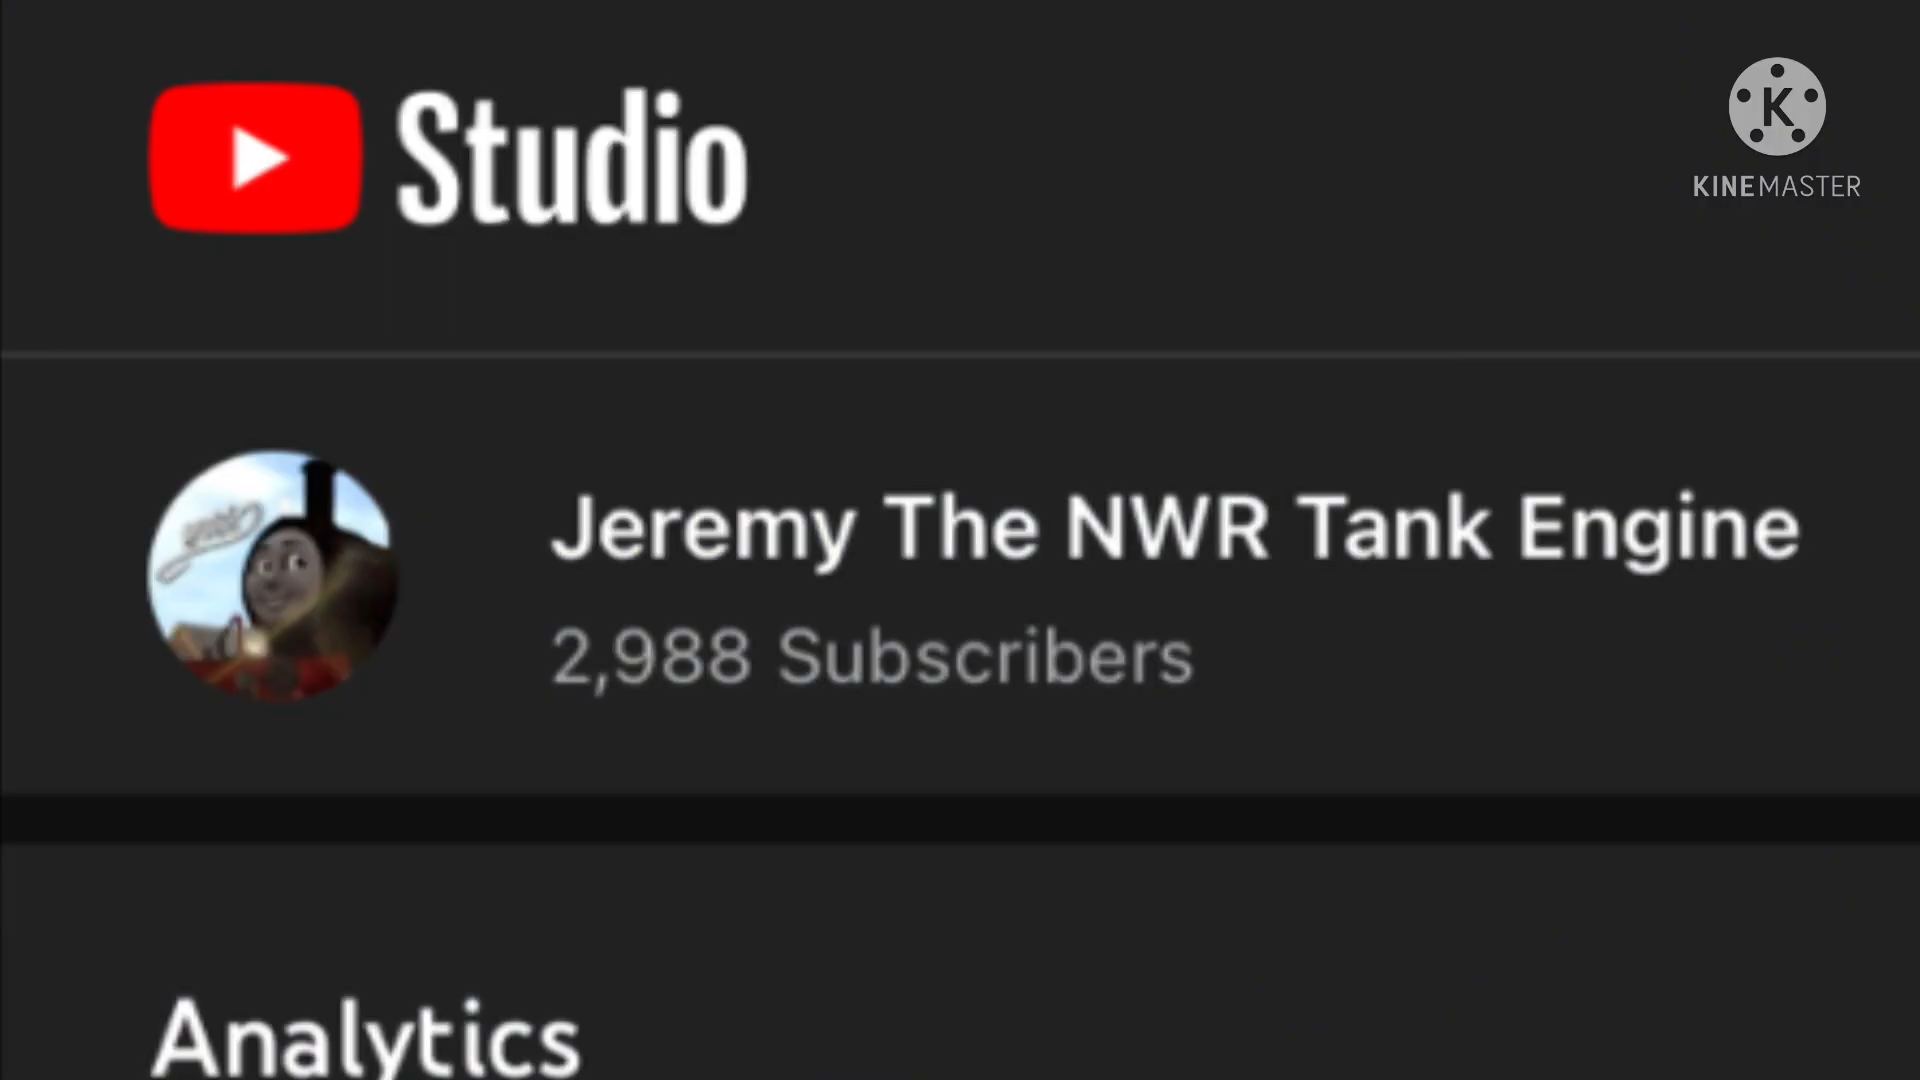 Studio
K
KINEMASTER
Jeremy The NWR Tank Engine
2,988 Subscribers
Analytics